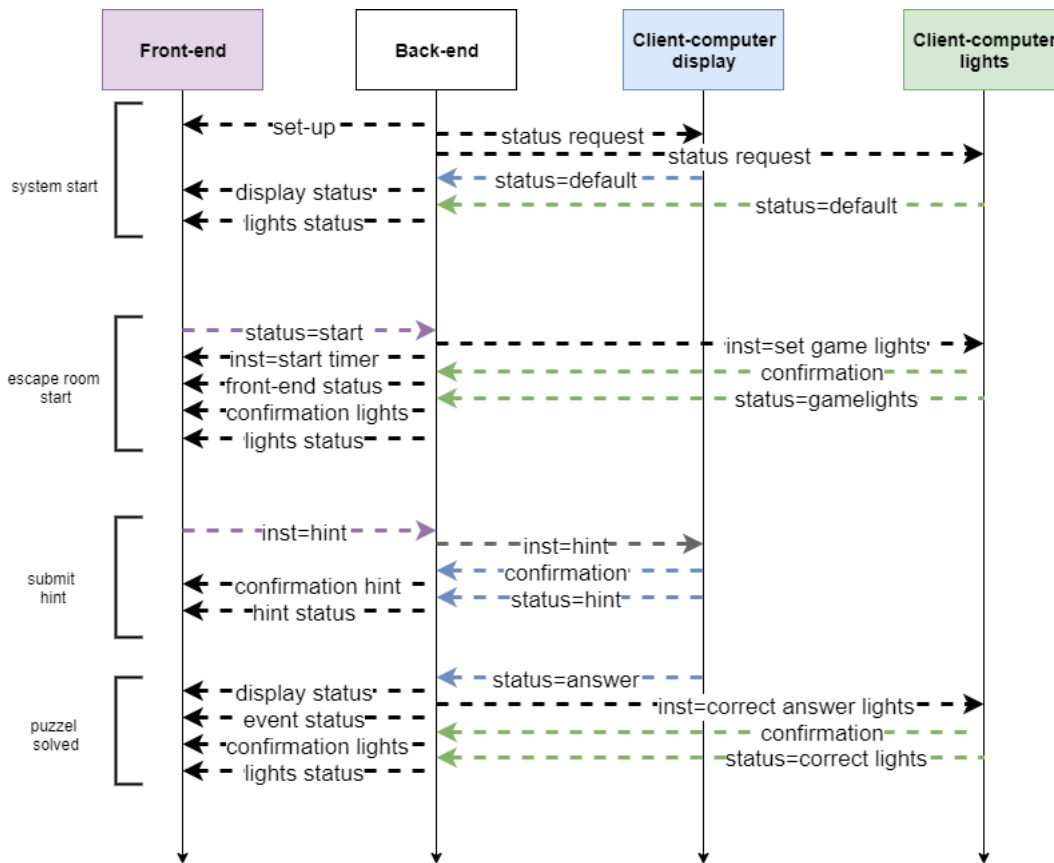 Front-end
Back-end
Client-computer
display
Client-computer
lights
system start
set-up
status request
status request
status=default
display status
status=default
lights status
escape room
start
status=start
inst=set game lights
inst=start timer
confirmation
front-end status
status=gamelights
confirmation lights
lights status
submit
hint
inst=hint
inst=hint
confirmation
confirmation hint
status=hint
hint status
puzzel
solved
status=answer
display status
inst=correct answer lights
event status
confirmation
confirmation lights
status=correct lights
lights status